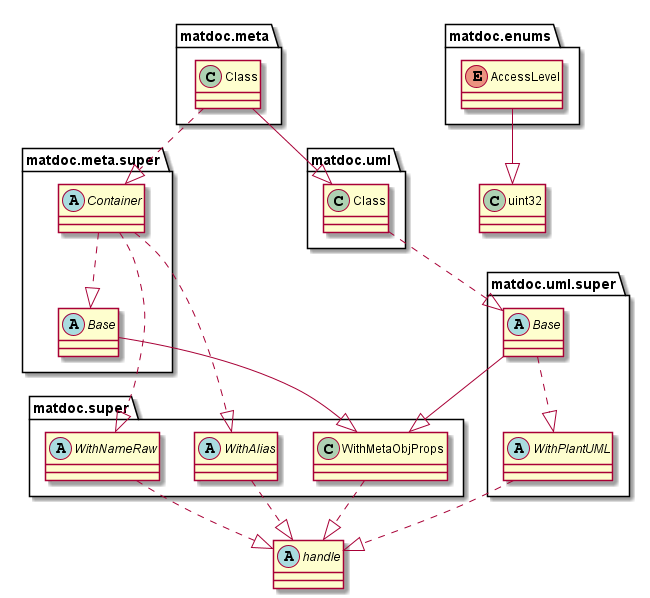 matdoc.meta
matdoc.enums
C Class
E AccessLevel
matdoc.meta.super
matdoc.uml
A Container
C Class
C uint32
matdoc.uml.super
A Base
A Base
matdoc.super
A WithNameRaw
A WithAlias
C WithMetaObjProps
A WithPlantUML
A handle